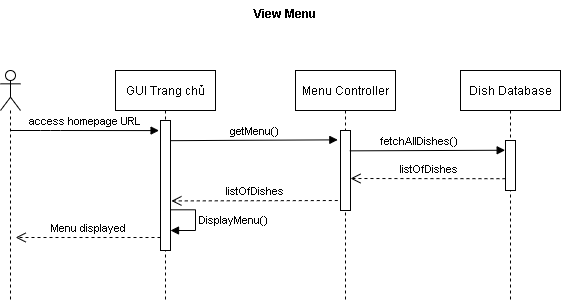 View Menu
GUI Trang chủ
Menu Controller
Dish Database
access homepage URL
getMenu()
fetchAllDishes()
listOfDishes
listOfDishes
DisplayMenu()
Menu displayed